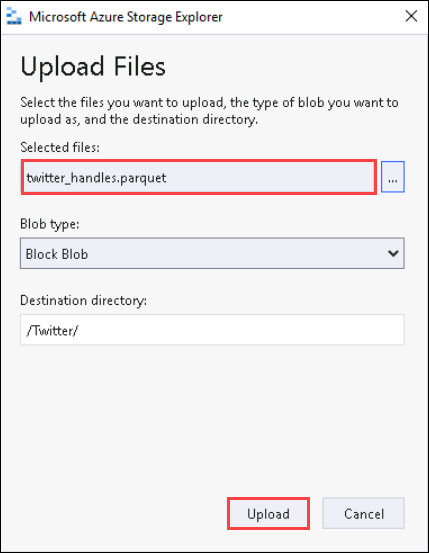 Microsoft Azure Storage Explorer
Upload Files
Select the files you want to upload, the type of blob you want to
upload as, and the destination directory.
Selected files:
twitter_handles.parquet
...
Blob type:
Block Blob
Destination directory:
/Twitter/
Upload
Cancel